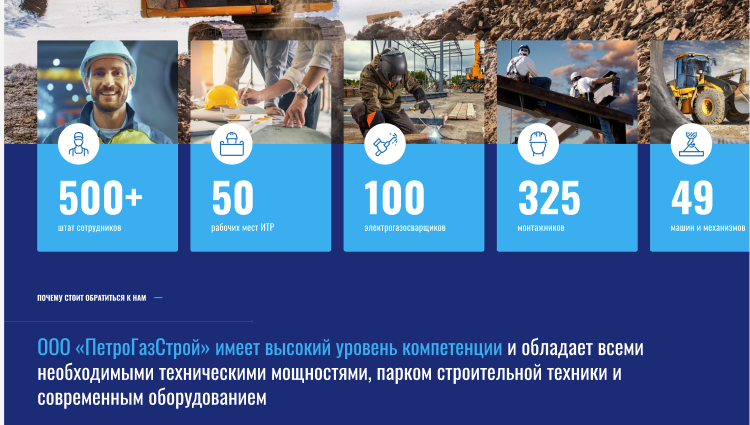 500+
штат сотрудников
50
рабочих мест ИТР
100
электрогазосварщиков
325
монтажников
49
машин и механизмов
ПОЧЕМУ СТОИТ ОБРАТИТЬСЯ К НАМ
ООО «ПетроГазСтрой» имеет высокий уровень компетенции и обладает всеми
необходимыми техническими мощностями, парком строительной техники и
современным оборудованием